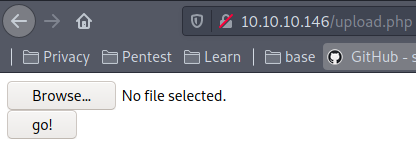 10.10.10.146/upload.php
Privacy Pentest Learn base GitHub - s
Browse... No file selected.
go!